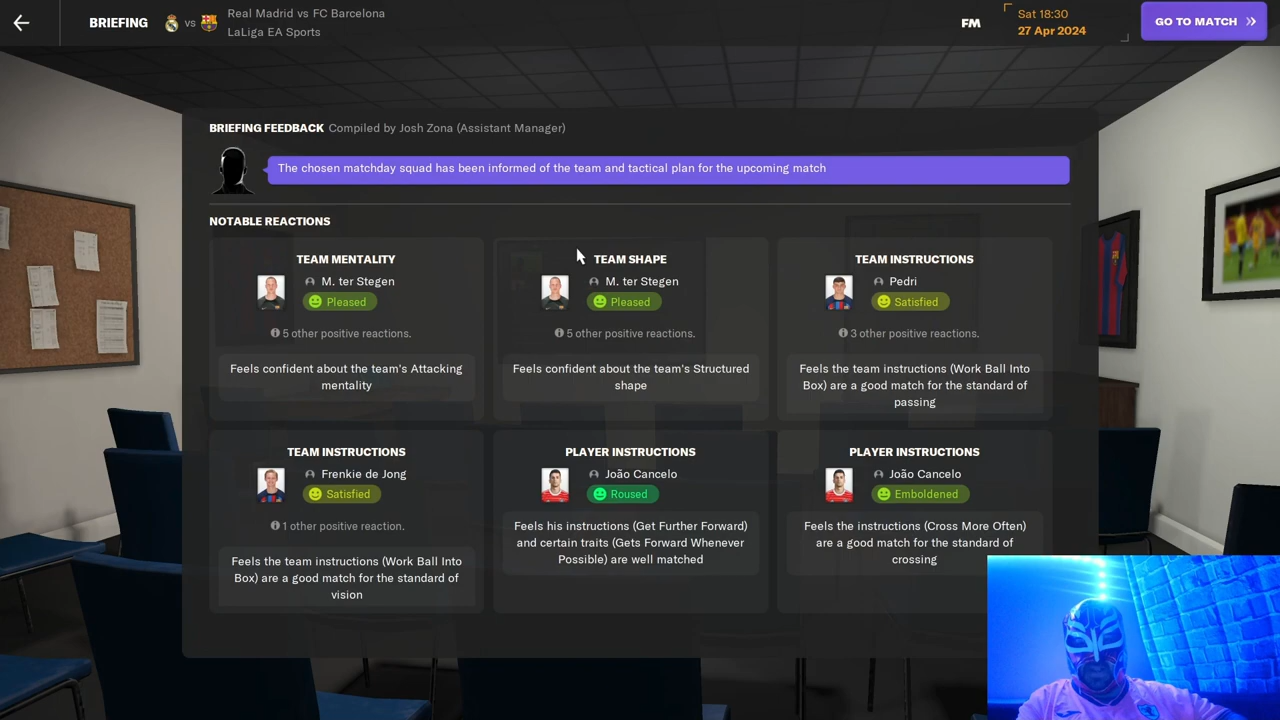 BRIEFING
vs
Real Madrid vs FC Barcelona
LaLiga EA Sports
FM
Sat 18:30
27 Apr 2024
GO TO MATCH
BRIEFING FEEDBACK Compiled by Josh Zona (Assistant Manager)
The chosen matchday squad has been informed of the team and tactical plan for the upcoming match
NOTABLE REACTIONS
TEAM MENTALITY
M. ter Stegen
Pleased
5 other positive reactions.
Feels confident about the team's Attacking
mentality
TEAM SHAPE
M. ter Stegen
Pleased
5 other positive reactions.
Feels confident about the team's Structured
shape
TEAM INSTRUCTIONS
Pedri
Satisfied
3 other positive reactions.
Feels the team instructions (Work Ball Into
Box) are a good match for the standard of
passing
TEAM INSTRUCTIONS
Frenkie de Jong
Satisfied
1 other positive reaction.
Feels the team instructions (Work Ball Into
Box) are a good match for the standard of
vision
PLAYER INSTRUCTIONS
João Cancelo
Roused
Feels his instructions (Get Further Forward)
and certain traits (Gets Forward Whenever
Possible) are well matched
PLAYER INSTRUCTIONS
João Cancelo
Emboldened
Feels the instructions (Cross More Often)
are a good match for the standard of
crossing